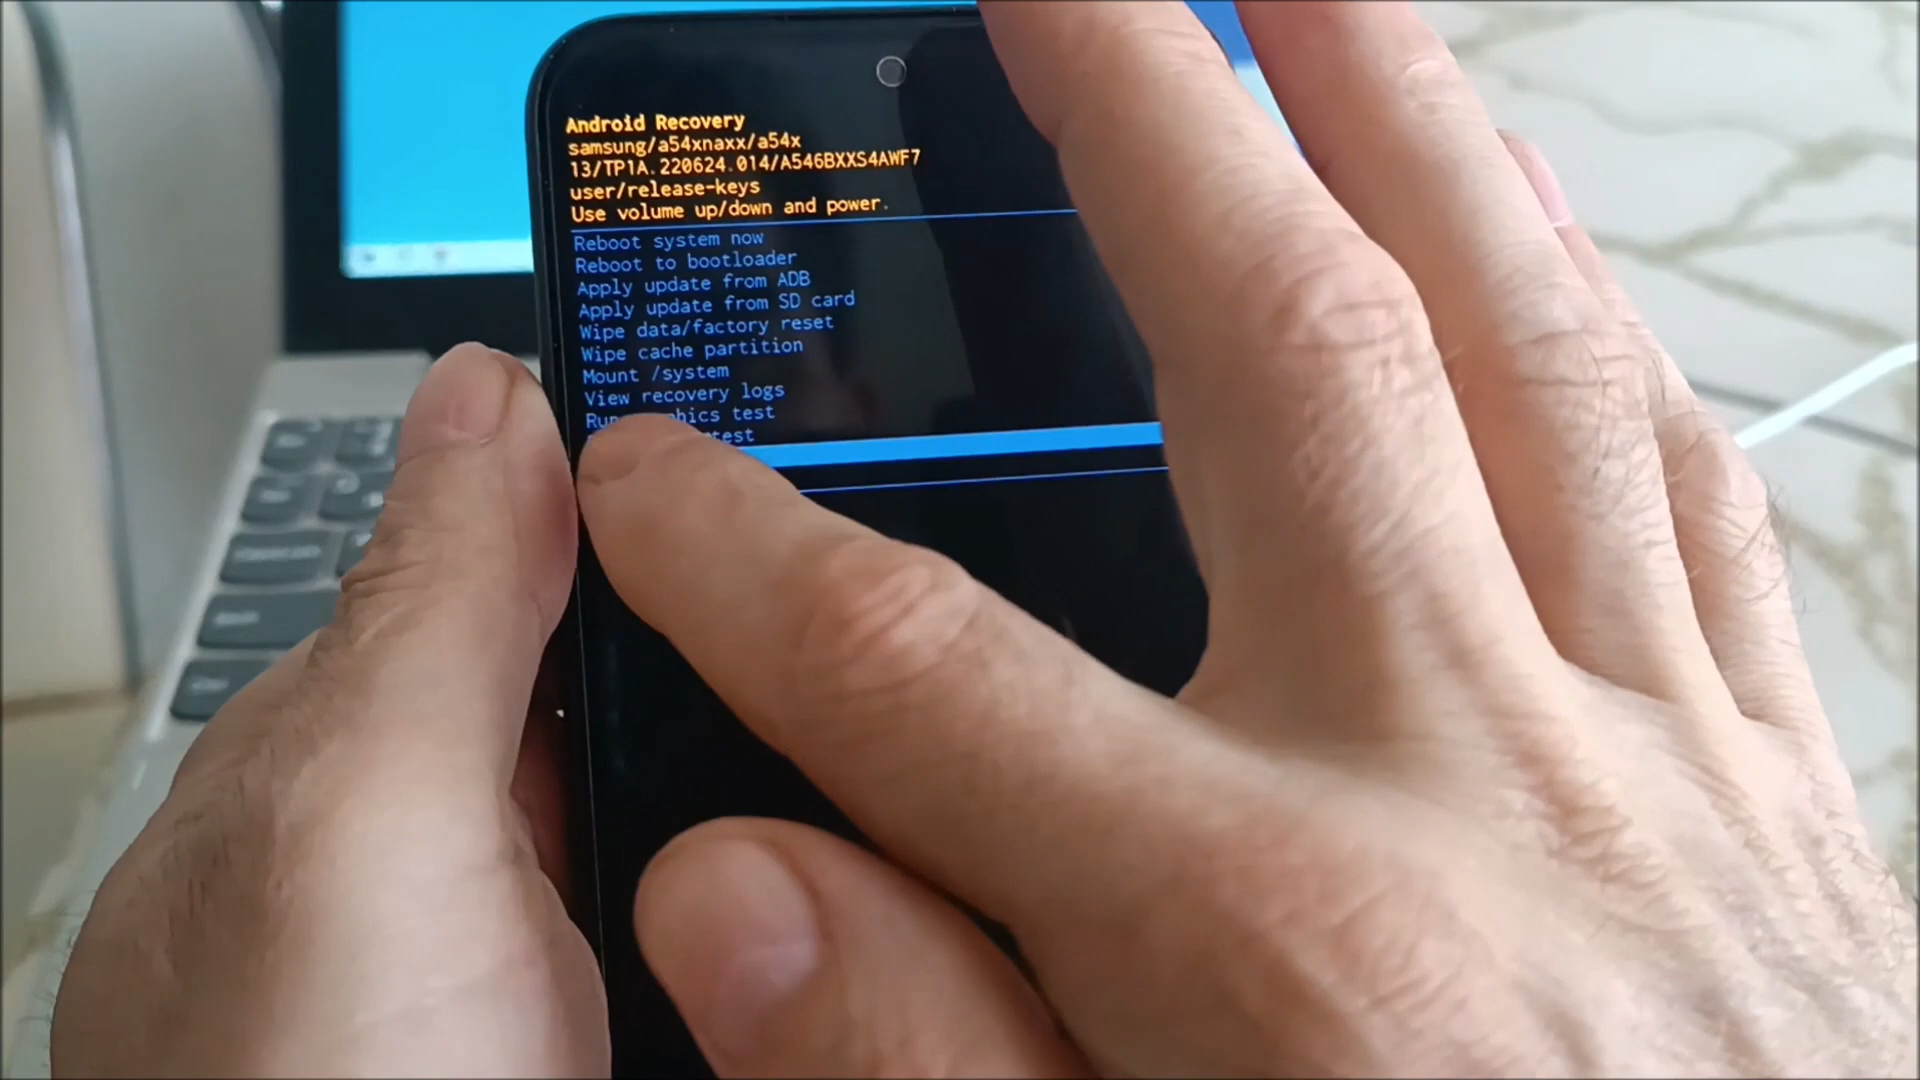 Android Recovery
samsung/a54xnaxx/a54x
13/TP1A.220624.014/A546BXXS4AWF7
user/release-keys
Use volume up/down and power.
Reboot system now
Reboot to bootloader
Apply update from ADB
Apply update from SD card
Wipe data/factory reset
Wipe cache partition
Mount /system
View recovery logs
test
test